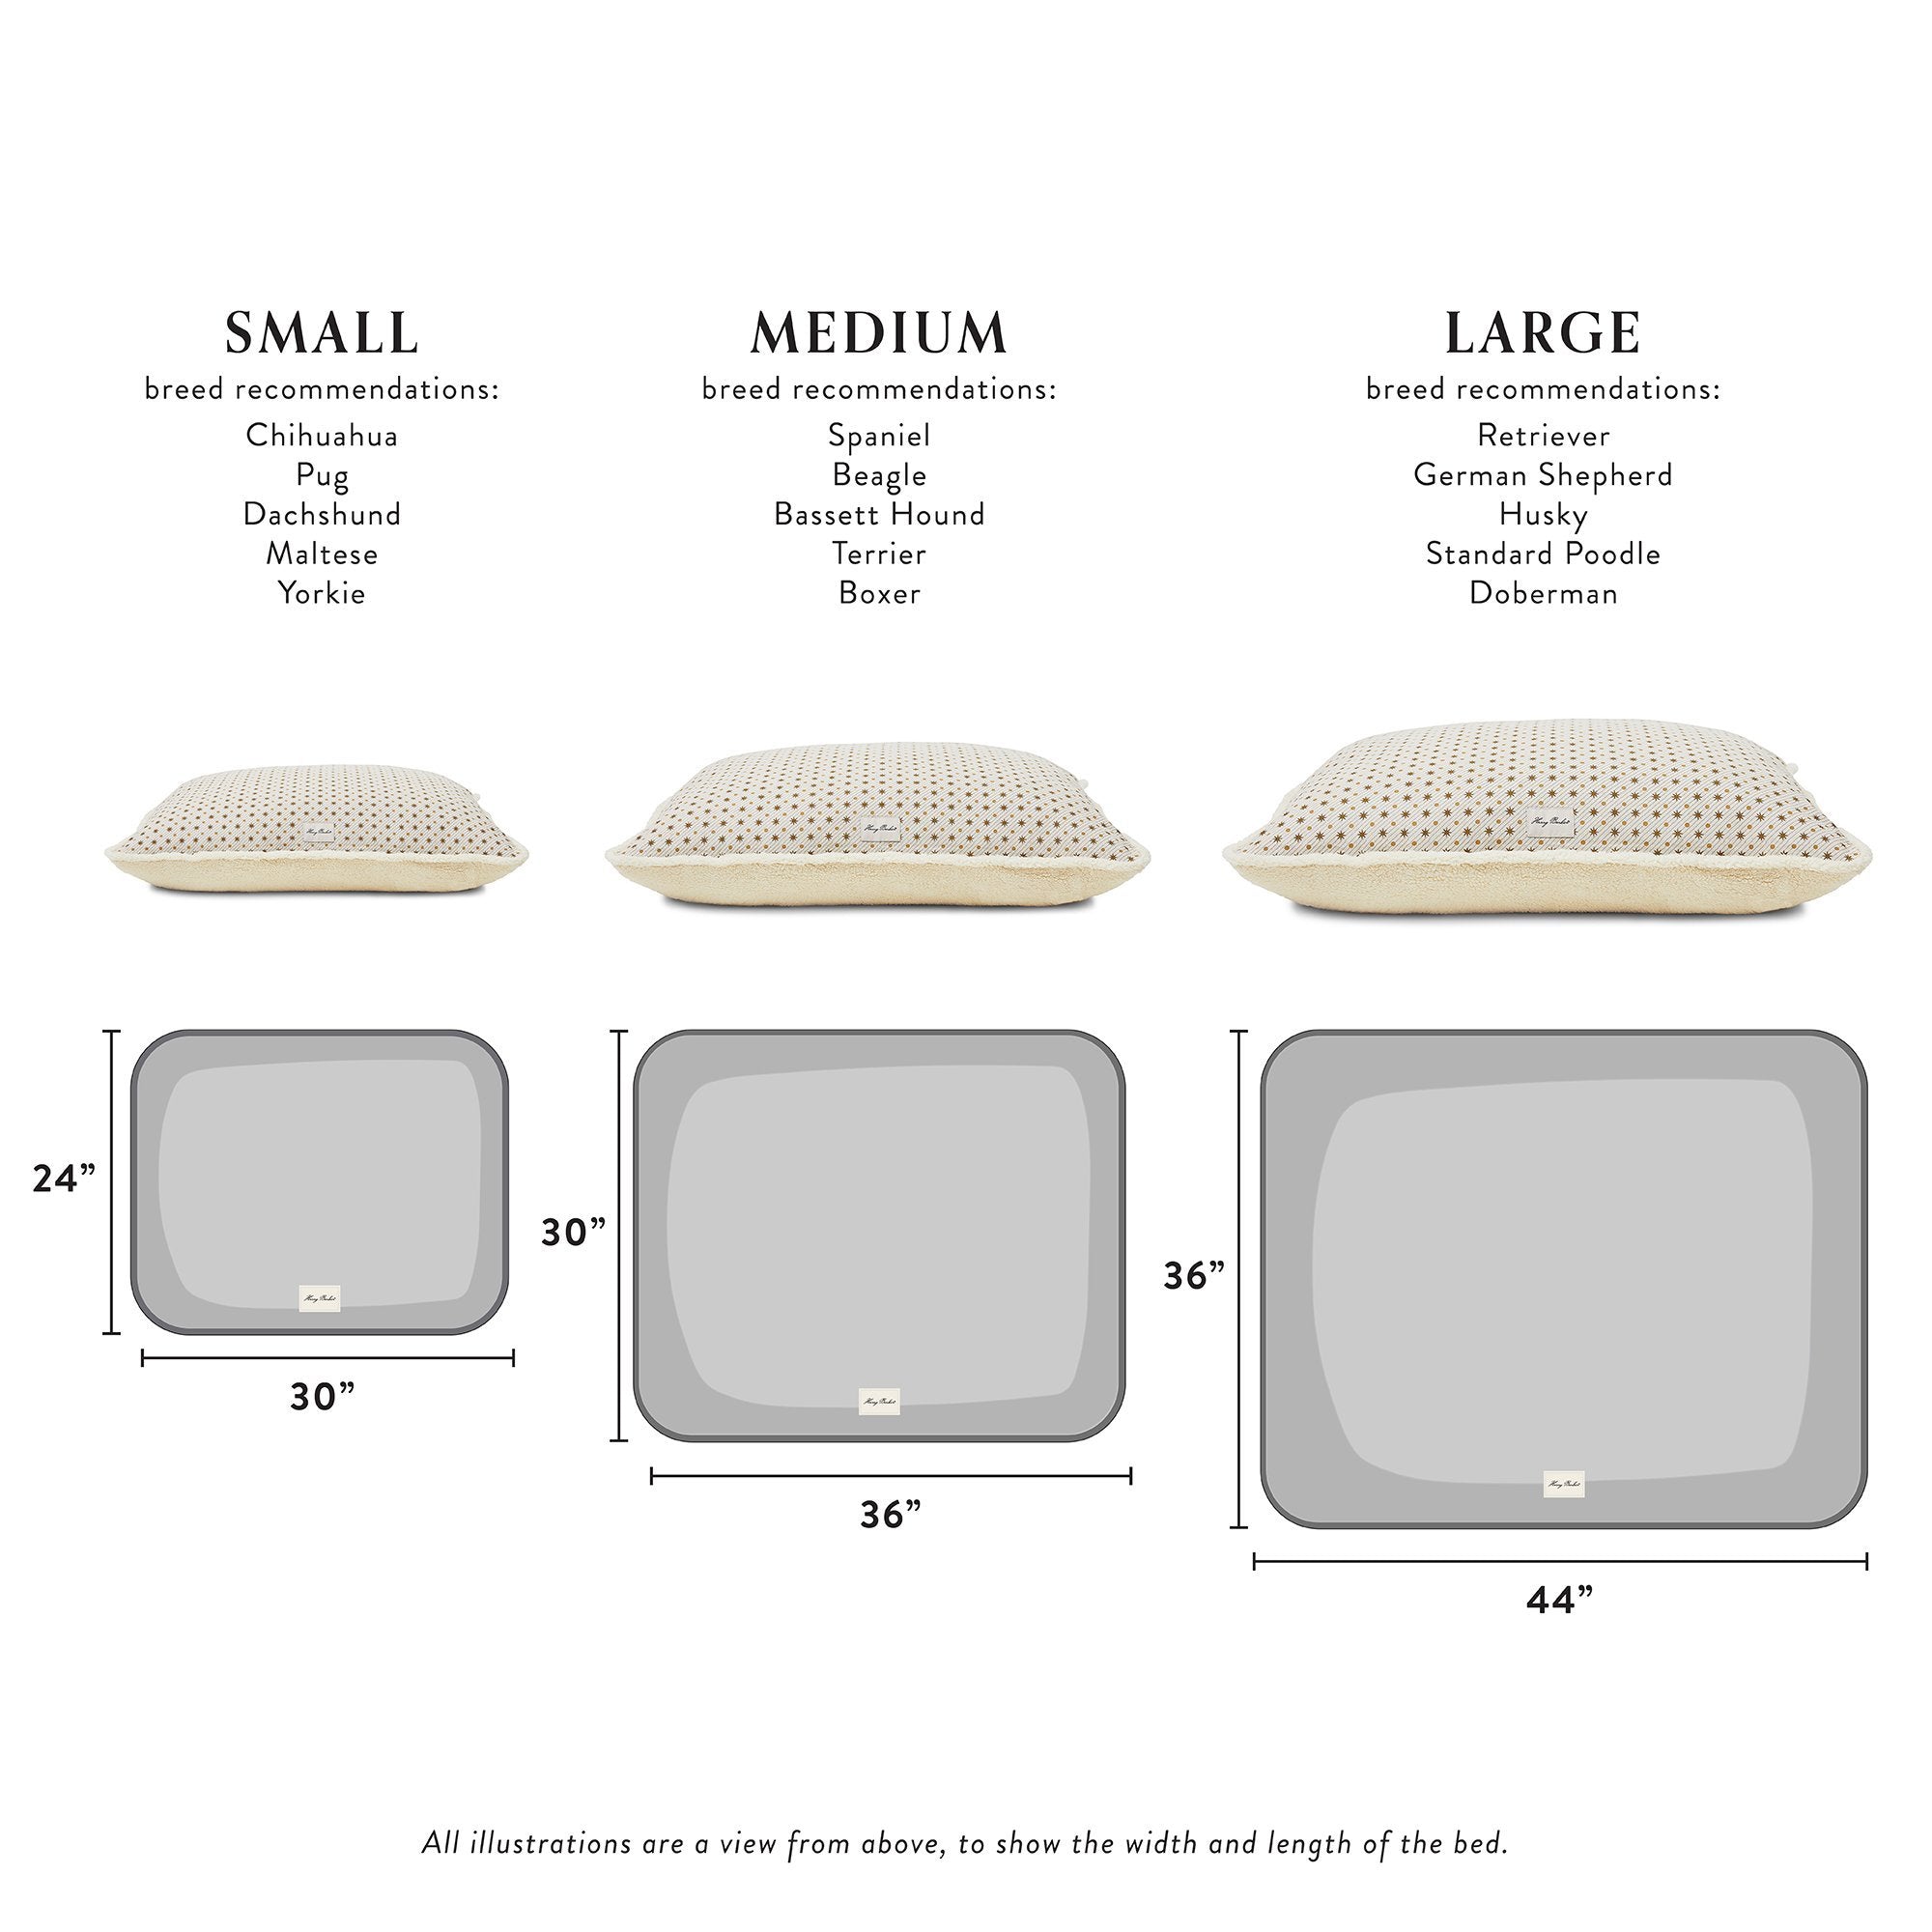 SMALL
breed recommendations:
Chihuahua
Pug
Dachshund
Maltese
Yorkie
MEDIUM
breed recommendations:
Spaniel
Beagle
Bassett Hound
Terrier
Boxer
LARGE
breed recommendations:
Retriever
German Shepherd
Husky
Standard Poodle
Doberman
24”
30”
30”
36”
36”
44”
All illustrations are a view from above, to show the width and length of the bed.